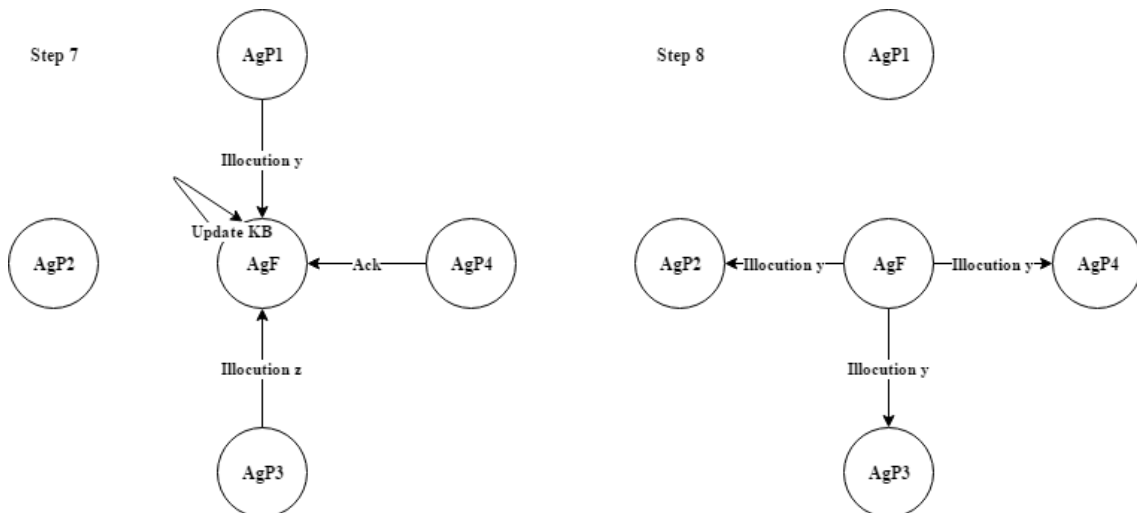 Step 7
AgP1
Illocution y
Update KB
AgP2
AgF
Ack
AgP4
Illocution z
AgP3
Step 8
AgP1
AgP2
Illocution y
AgF
Illocution y
AgP4
Illocution y
AgP3